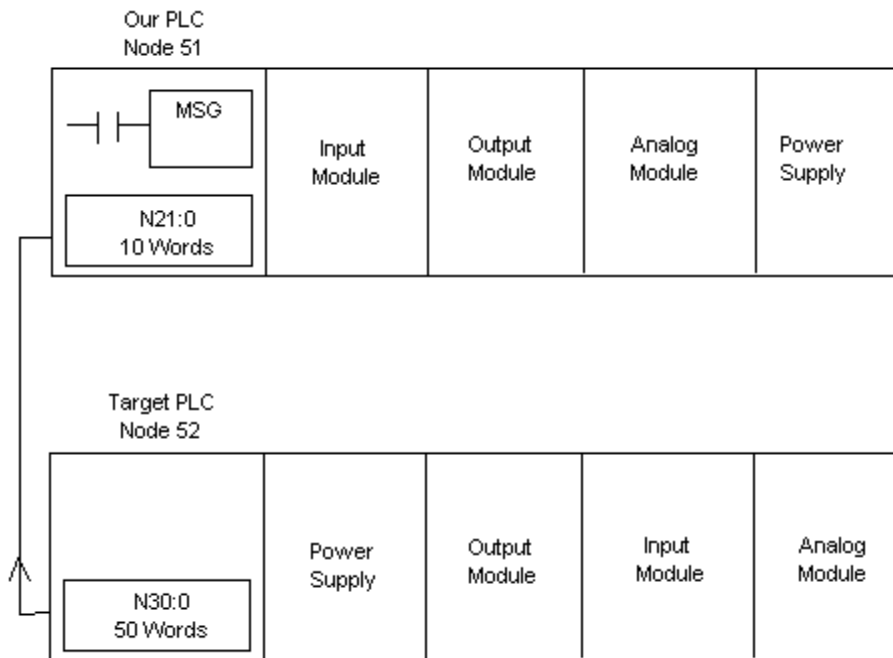 Our PLC
Node 51
MSG
N21:0
10 Words
Input
Module
Output
Module
Analog
Module
Power
Supply
Target PLC
Node 52
N30:0
50 Words
Power
Supply
Output
Module
Input
Module
Analog
Module